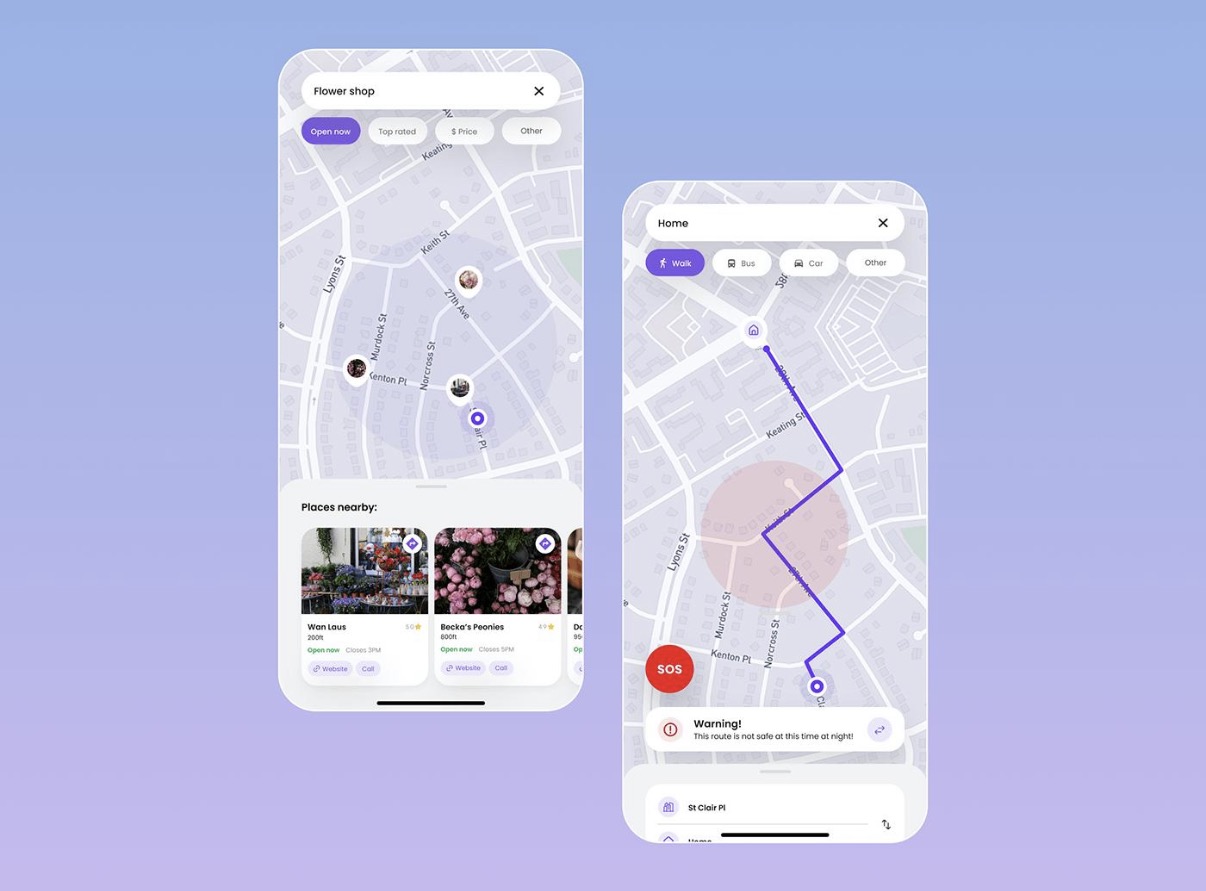 Flower shop
Open now
Top rated
$ Price
Other
Keating
Keith St
Lyons St
27th Ave
Murdock St
Norcross St
Kenton Pl
Places nearby:
Wan Laus
5.0
200ft
Open now Closes 3PM
Website Call
Becka's Peonies
4.9
800ft
Open now Closes 5PM
Website Call
Home
Walk
Bus
Car
Other
Keating St
Keith St
Lyons St
Murdock St
Norcross St
Kenton Pl
SOS
Warning!
This route is not safe at this time at night!
St Clair Pl
Home